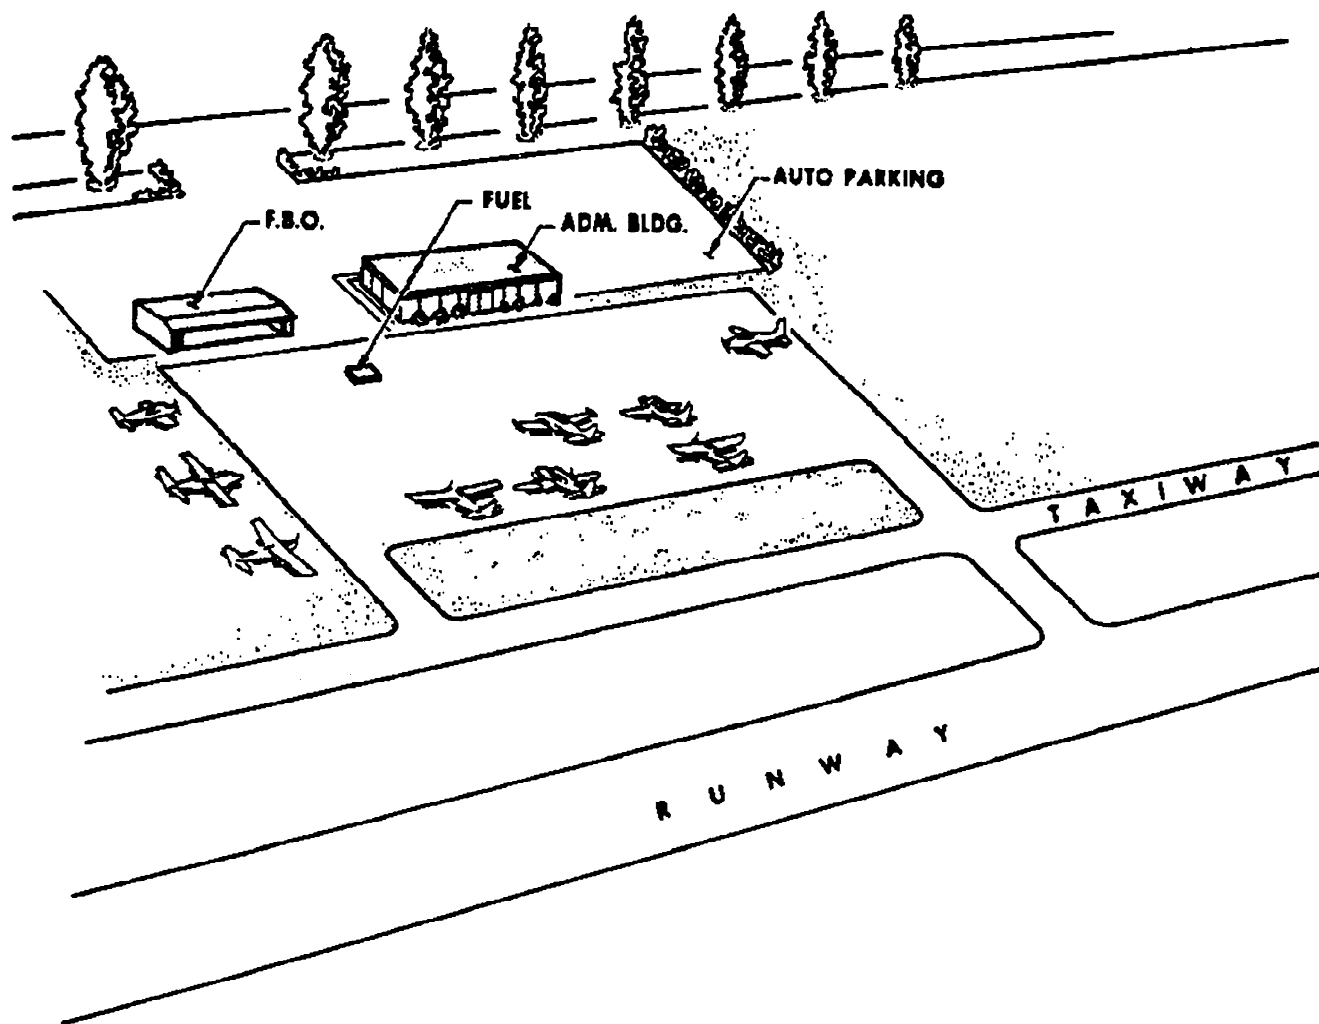 AUTO PARKING
FUEL
F.B.O.
ADM. BLDG.
TAXIWAY
RUNWAY